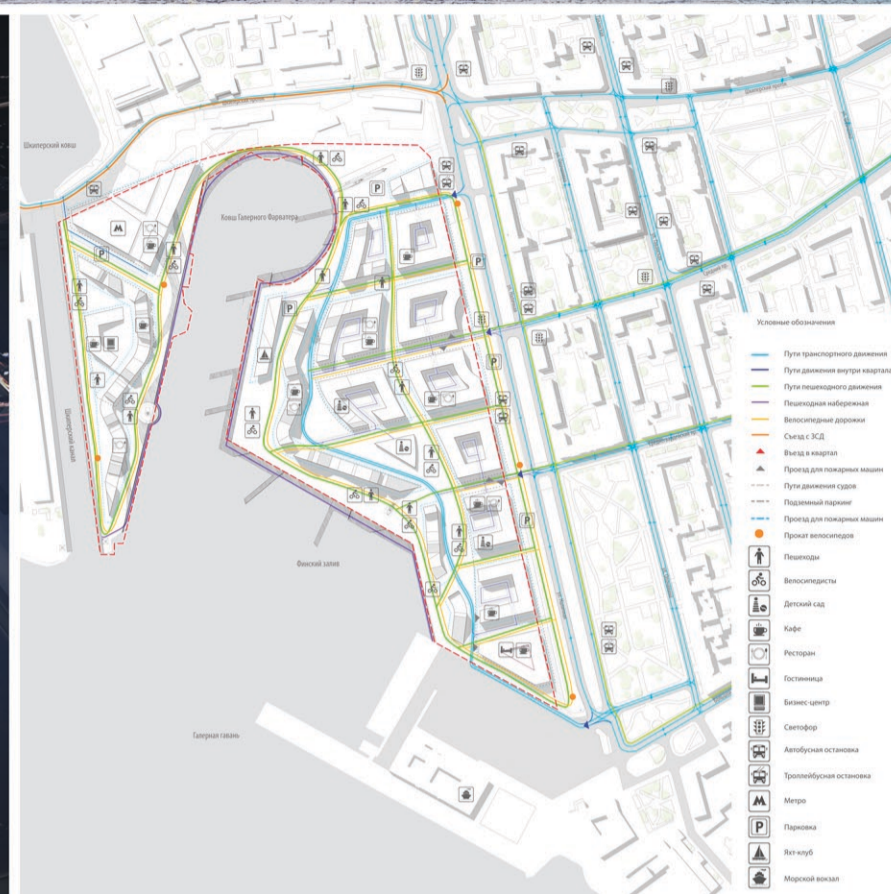 Шкиперский проток
Шкиперский ковш
Ковш Галерного Фарватера
Шкиперский канал
Финский залив
Галерная гавань
Условные обозначения
Пути транспортного движения
Пути движения внутри квартала
Пути пешеходного движения
Пешеходная набережная
Велосипедные дорожки
Съезд с ЗСД
Въезд в квартал
Проезд для пожарных машин
Пути движения судов
Подземный паркинг
Проезд для пожарных машин
Прокат велосипедов
Пешеходы
Велосипедисты
Детский сад
Кафе
Ресторан
Гостинница
Бизнес-центр
Светофор
Автобусная остановка
Троллейбусная остановка
М Метро
P Парковка
Яхт-клуб
Морской вокзал